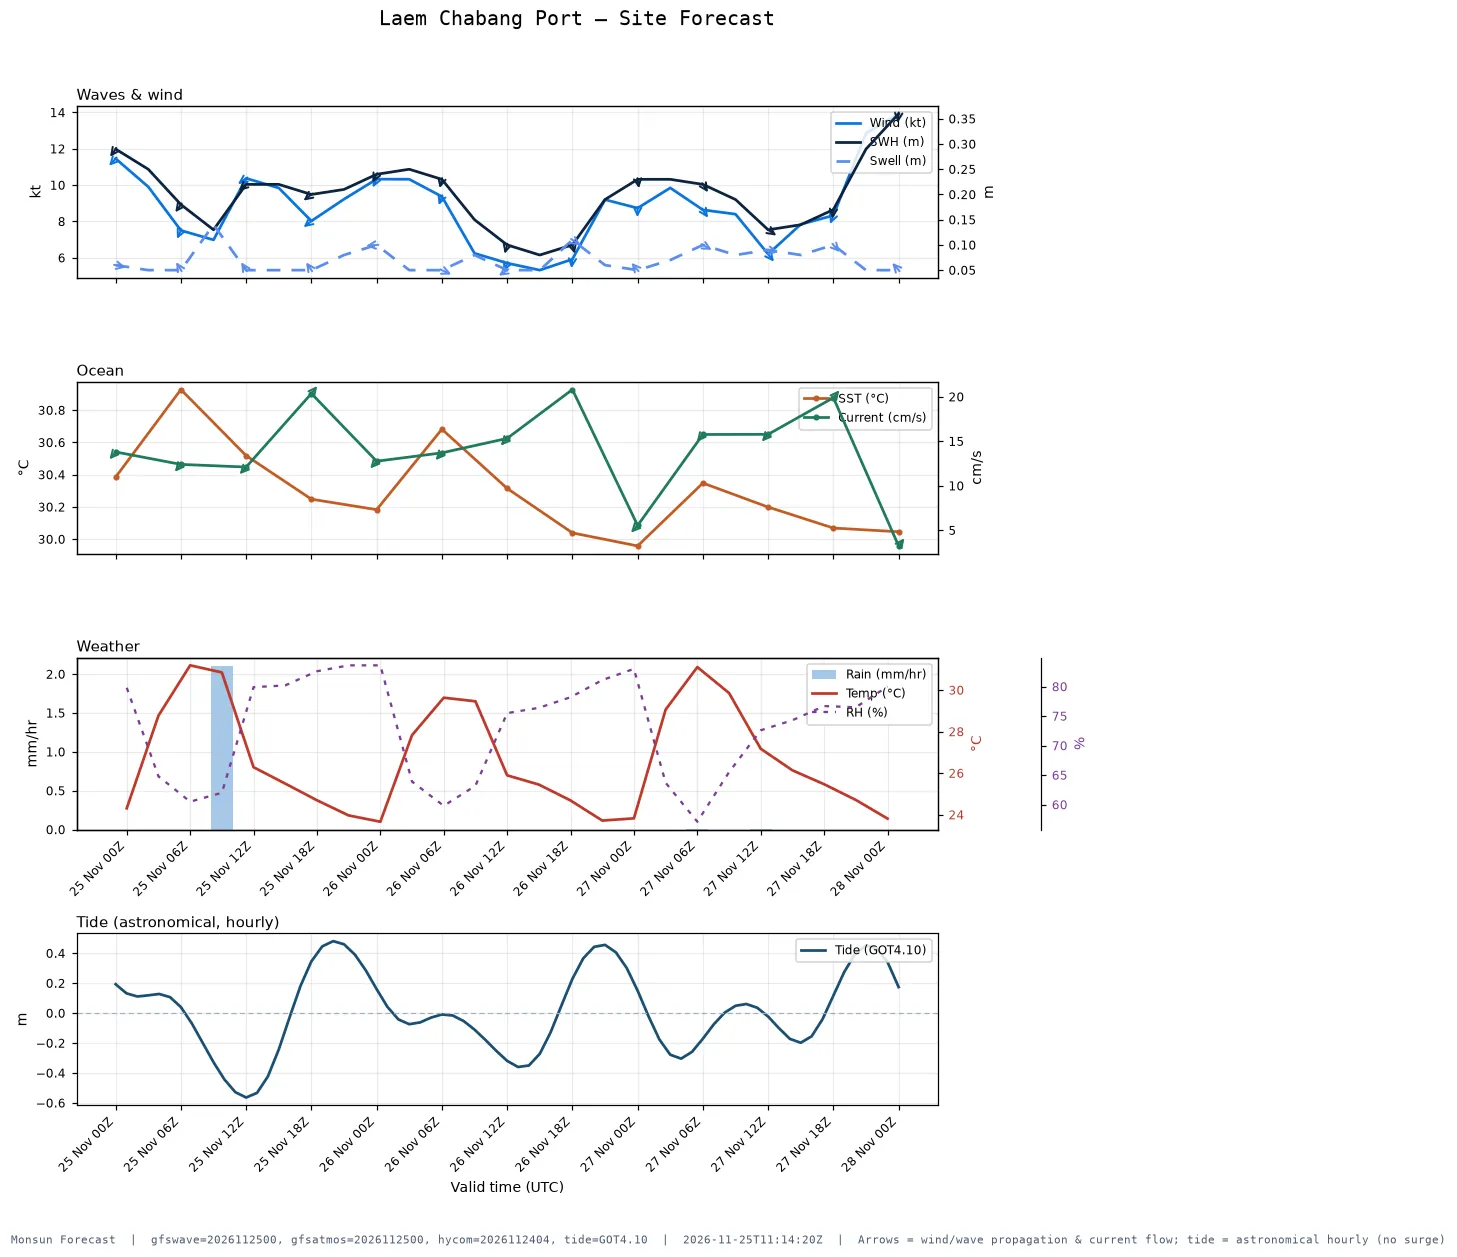 Laem Chabang Port — Site Forecast
Waves & wind
14
12
10
8
6
kt
Wind (kt)
SWH (m)
Swell (m)
0.35
0.30
0.25
0.20
0.15
0.10
0.05
m
Ocean
30.8
30.6
30.4
30.2
30.0
°C
SST (°C)
Current (cm/s)
20
15
10
5
cm/s
Weather
2.0
1.5
1.0
0.5
0.0
mm/hr
Rain (mm/hr)
Temp (°C)
RH (%)
30
28
26
24
°C
80
75
70
65
60
%
25 Nov 00Z
25 Nov 06Z
25 Nov 12Z
25 Nov 18Z
26 Nov 00Z
26 Nov 06Z
26 Nov 12Z
26 Nov 18Z
27 Nov 00Z
27 Nov 06Z
27 Nov 12Z
27 Nov 18Z
28 Nov 00Z
Tide (astronomical, hourly)
0.4
0.2
0.0
−0.2
−0.4
−0.6
m
Tide (GOT4.10)
25 Nov 00Z
25 Nov 06Z
25 Nov 12Z
25 Nov 18Z
26 Nov 00Z
26 Nov 06Z
26 Nov 12Z
26 Nov 18Z
27 Nov 00Z
27 Nov 06Z
27 Nov 12Z
27 Nov 18Z
28 Nov 00Z
Valid time (UTC)
Monsun Forecast | gfswave=2026112500, gfsatmos=2026112500, hycom=2026112404, tide=GOT4.10 | 2026-11-25T11:14:20Z | Arrows = wind/wave propagation & current flow; tide = astronomical hourly (no surge)